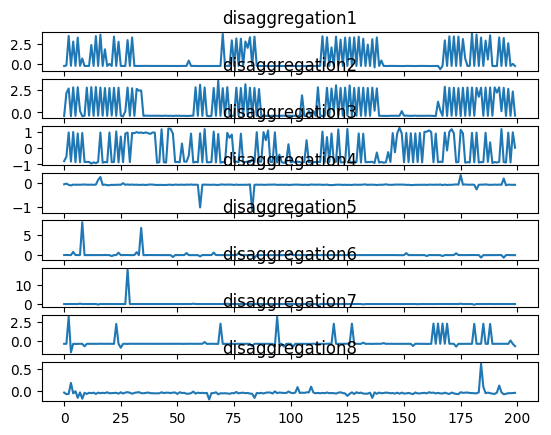 disaggregation1
2.5
0.0
disaggregation2
2.5
0.0
disaggregation3
1
0
−1
disaggregation4
0
−1
disaggregation5
5
0
disaggregation6
10
0
disaggregation7
2.5
0.0
disaggregation8
0.5
0.0
0 25 50 75 100 125 150 175 200